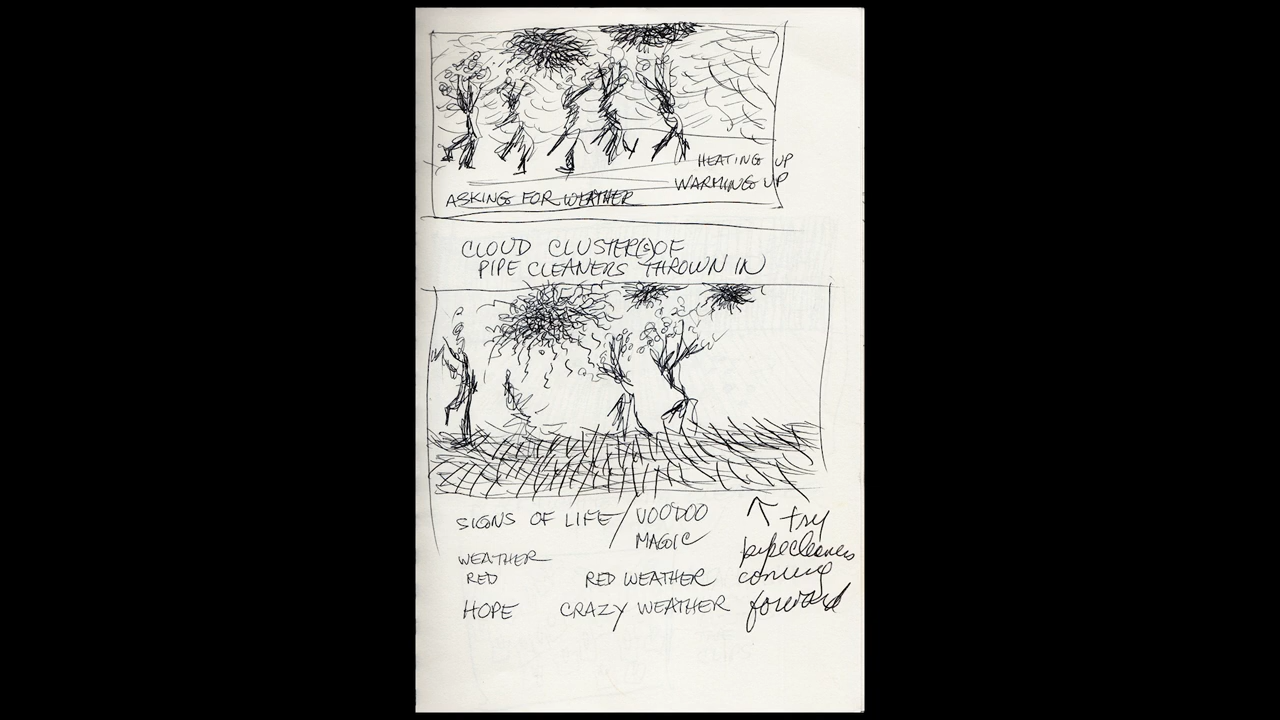 HEATING UP
WARMING UP
ASKING FOR WEATHER
CLOUD CLUSTER(S) OF
PIPE CLEANERS THROWN IN
SIGNS OF LIFE / VOODOO
MAGIC
WEATHER
RED
RED WEATHER
HOPE
CRAZY WEATHER
try
pipecleaners
coming
forward